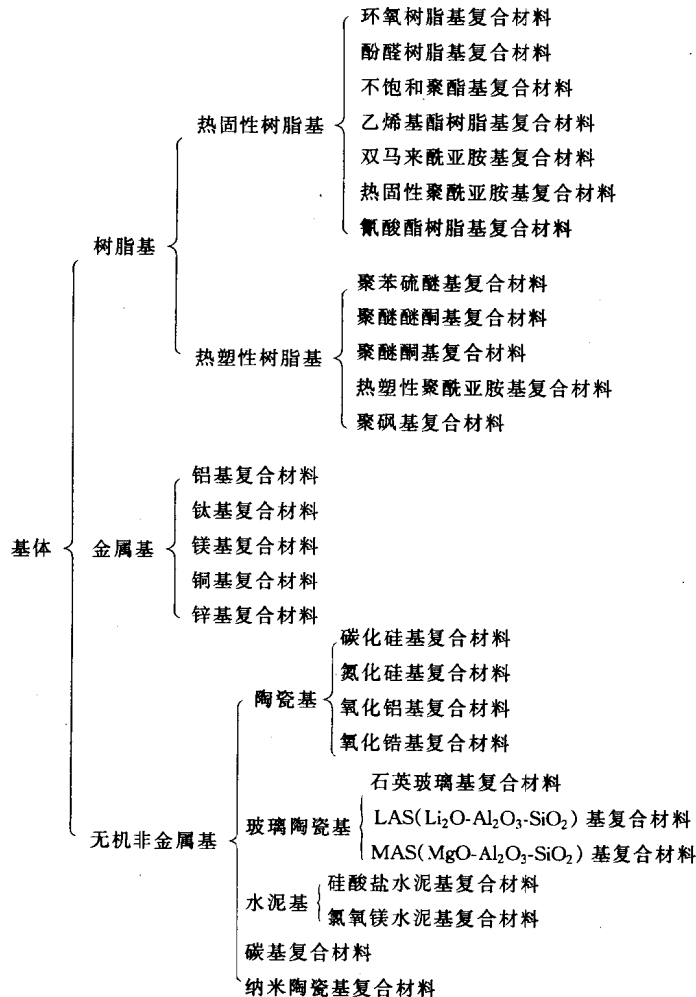 环氧树脂基复合材料
酚醛树脂基复合材料
不饱和聚酯基复合材料
热固性树脂基
乙烯基酯树脂基复合材料
双马来酰亚胺基复合材料
热固性聚酰亚胺基复合材料
氰酸酯树脂基复合材料
树脂基
聚苯硫醚基复合材料
聚醚醚酮基复合材料
热塑性树脂基
聚醚酮基复合材料
热塑性聚酰亚胺基复合材料
聚砜基复合材料
铝基复合材料
钛基复合材料
基体
金属基
镁基复合材料
铜基复合材料
锌基复合材料
碳化硅基复合材料
氮化硅基复合材料
陶瓷基
氧化铝基复合材料
氧化锆基复合材料
石英玻璃基复合材料
玻璃陶瓷基
LAS(Li₂O-Al₂O₃-SiO₂) 基复合材料
无机非金属基
MAS(MgO-Al₂O₃-SiO₂) 基复合材料
水泥基
硅酸盐水泥基复合材料
氯氧镁水泥基复合材料
碳基复合材料
纳米陶瓷基复合材料